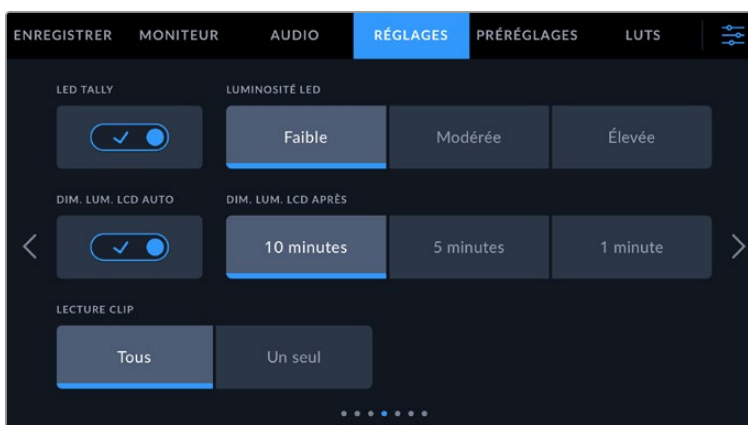 ENREGISTRER MONITEUR AUDIO RÉGLAGES PRÉRÉGLAGES LUTS
LED TALLY LUMINOSITÉ LED
Faible Modérée Élevée
DIM. LUM. LCD AUTO DIM. LUM. LCD APRÈS
10 minutes 5 minutes 1 minute
LECTURE CLIP
Tous Un seul